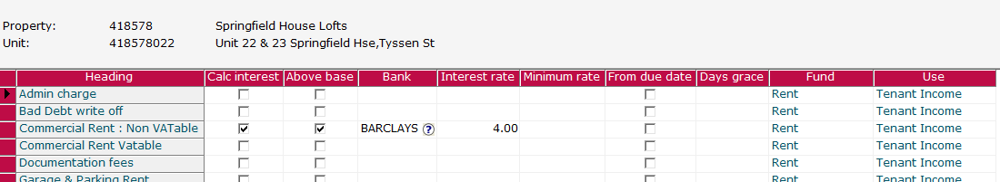 Property: 418578 Springfield House Lofts
Unit: 418578022 Unit 22 & 23 Springfield Hse,Tyssen St
Heading Calc interest Above base Bank Interest rate Minimum rate From due date Days grace Fund Use
Admin charge Rent Tenant Income
Bad Debt write off Rent Tenant Income
Commercial Rent : Non VATable BARCLAYS ? 4.00 Rent Tenant Income
Commercial Rent Vatable Rent Tenant Income
Documentation fees Rent Tenant Income
Garage & Parking Rent Rent Tenant Income